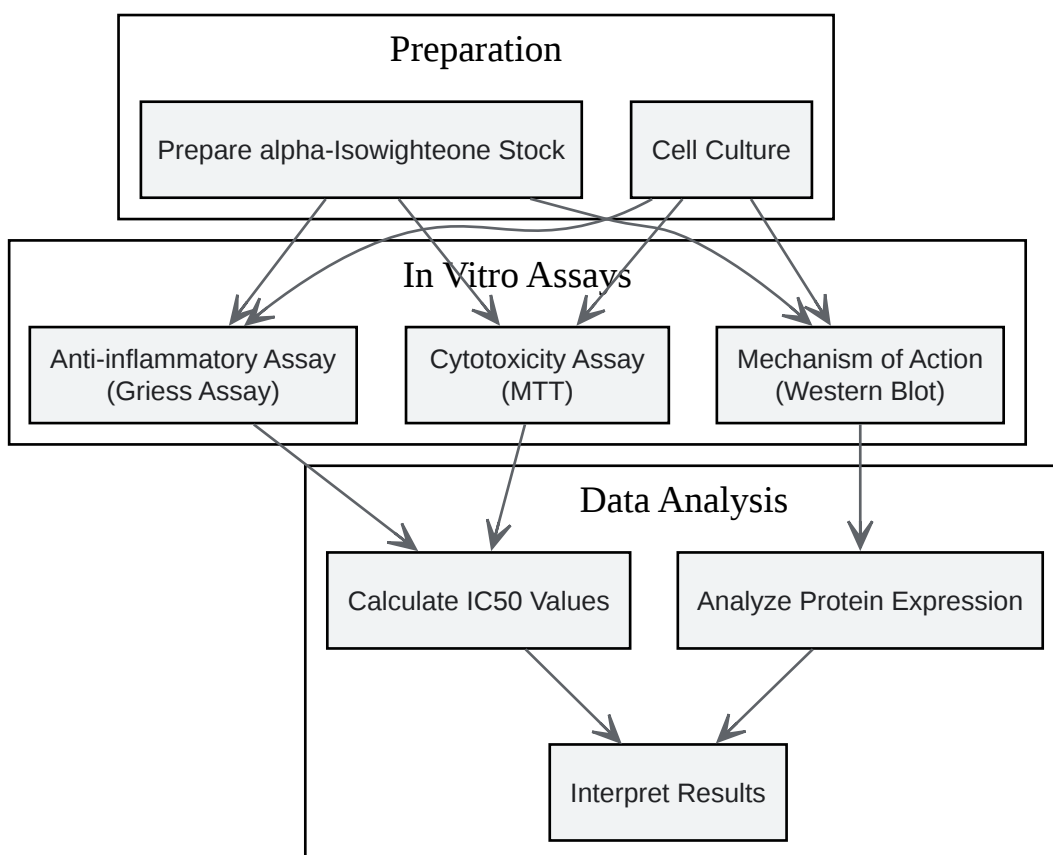 Preparation
Prepare alpha-Isowighteone Stock
Cell Culture
In Vitro Assays
Anti-inflammatory Assay
(Griess Assay)
Cytotoxicity Assay
(MTT)
Mechanism of Action
(Western Blot)
Data Analysis
Calculate IC50 Values
Analyze Protein Expression
Interpret Results